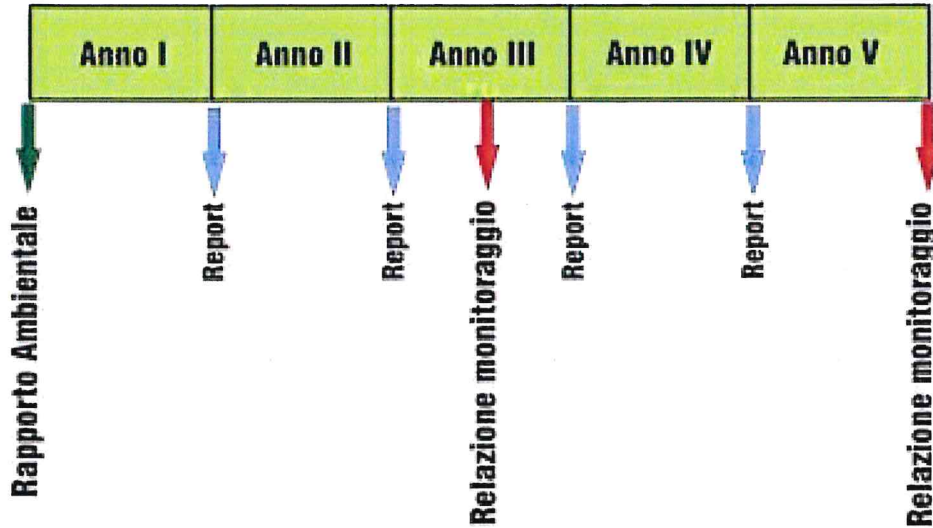 Anno I
Anno II
Anno III
Anno IV
Anno V
Rapporto Ambientale
Report
Report
Relazione monitoraggio
Report
Report
Relazione monitoraggio